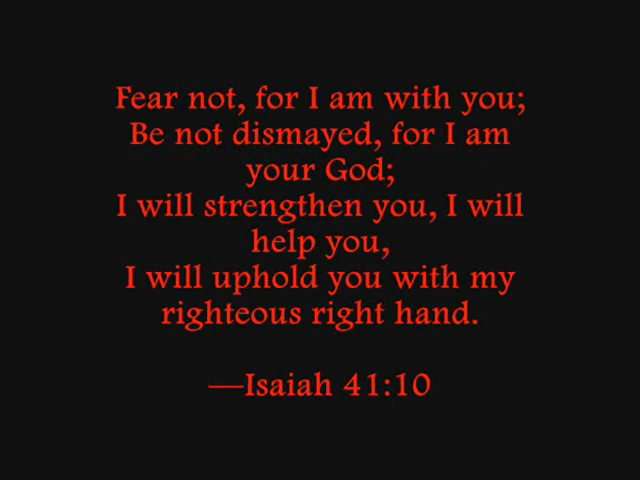 Fear not, for I am with you;
Be not dismayed, for I am
your God;
I will strengthen you, I will
help you,
I will uphold you with my
righteous right hand.
—Isaiah 41:10